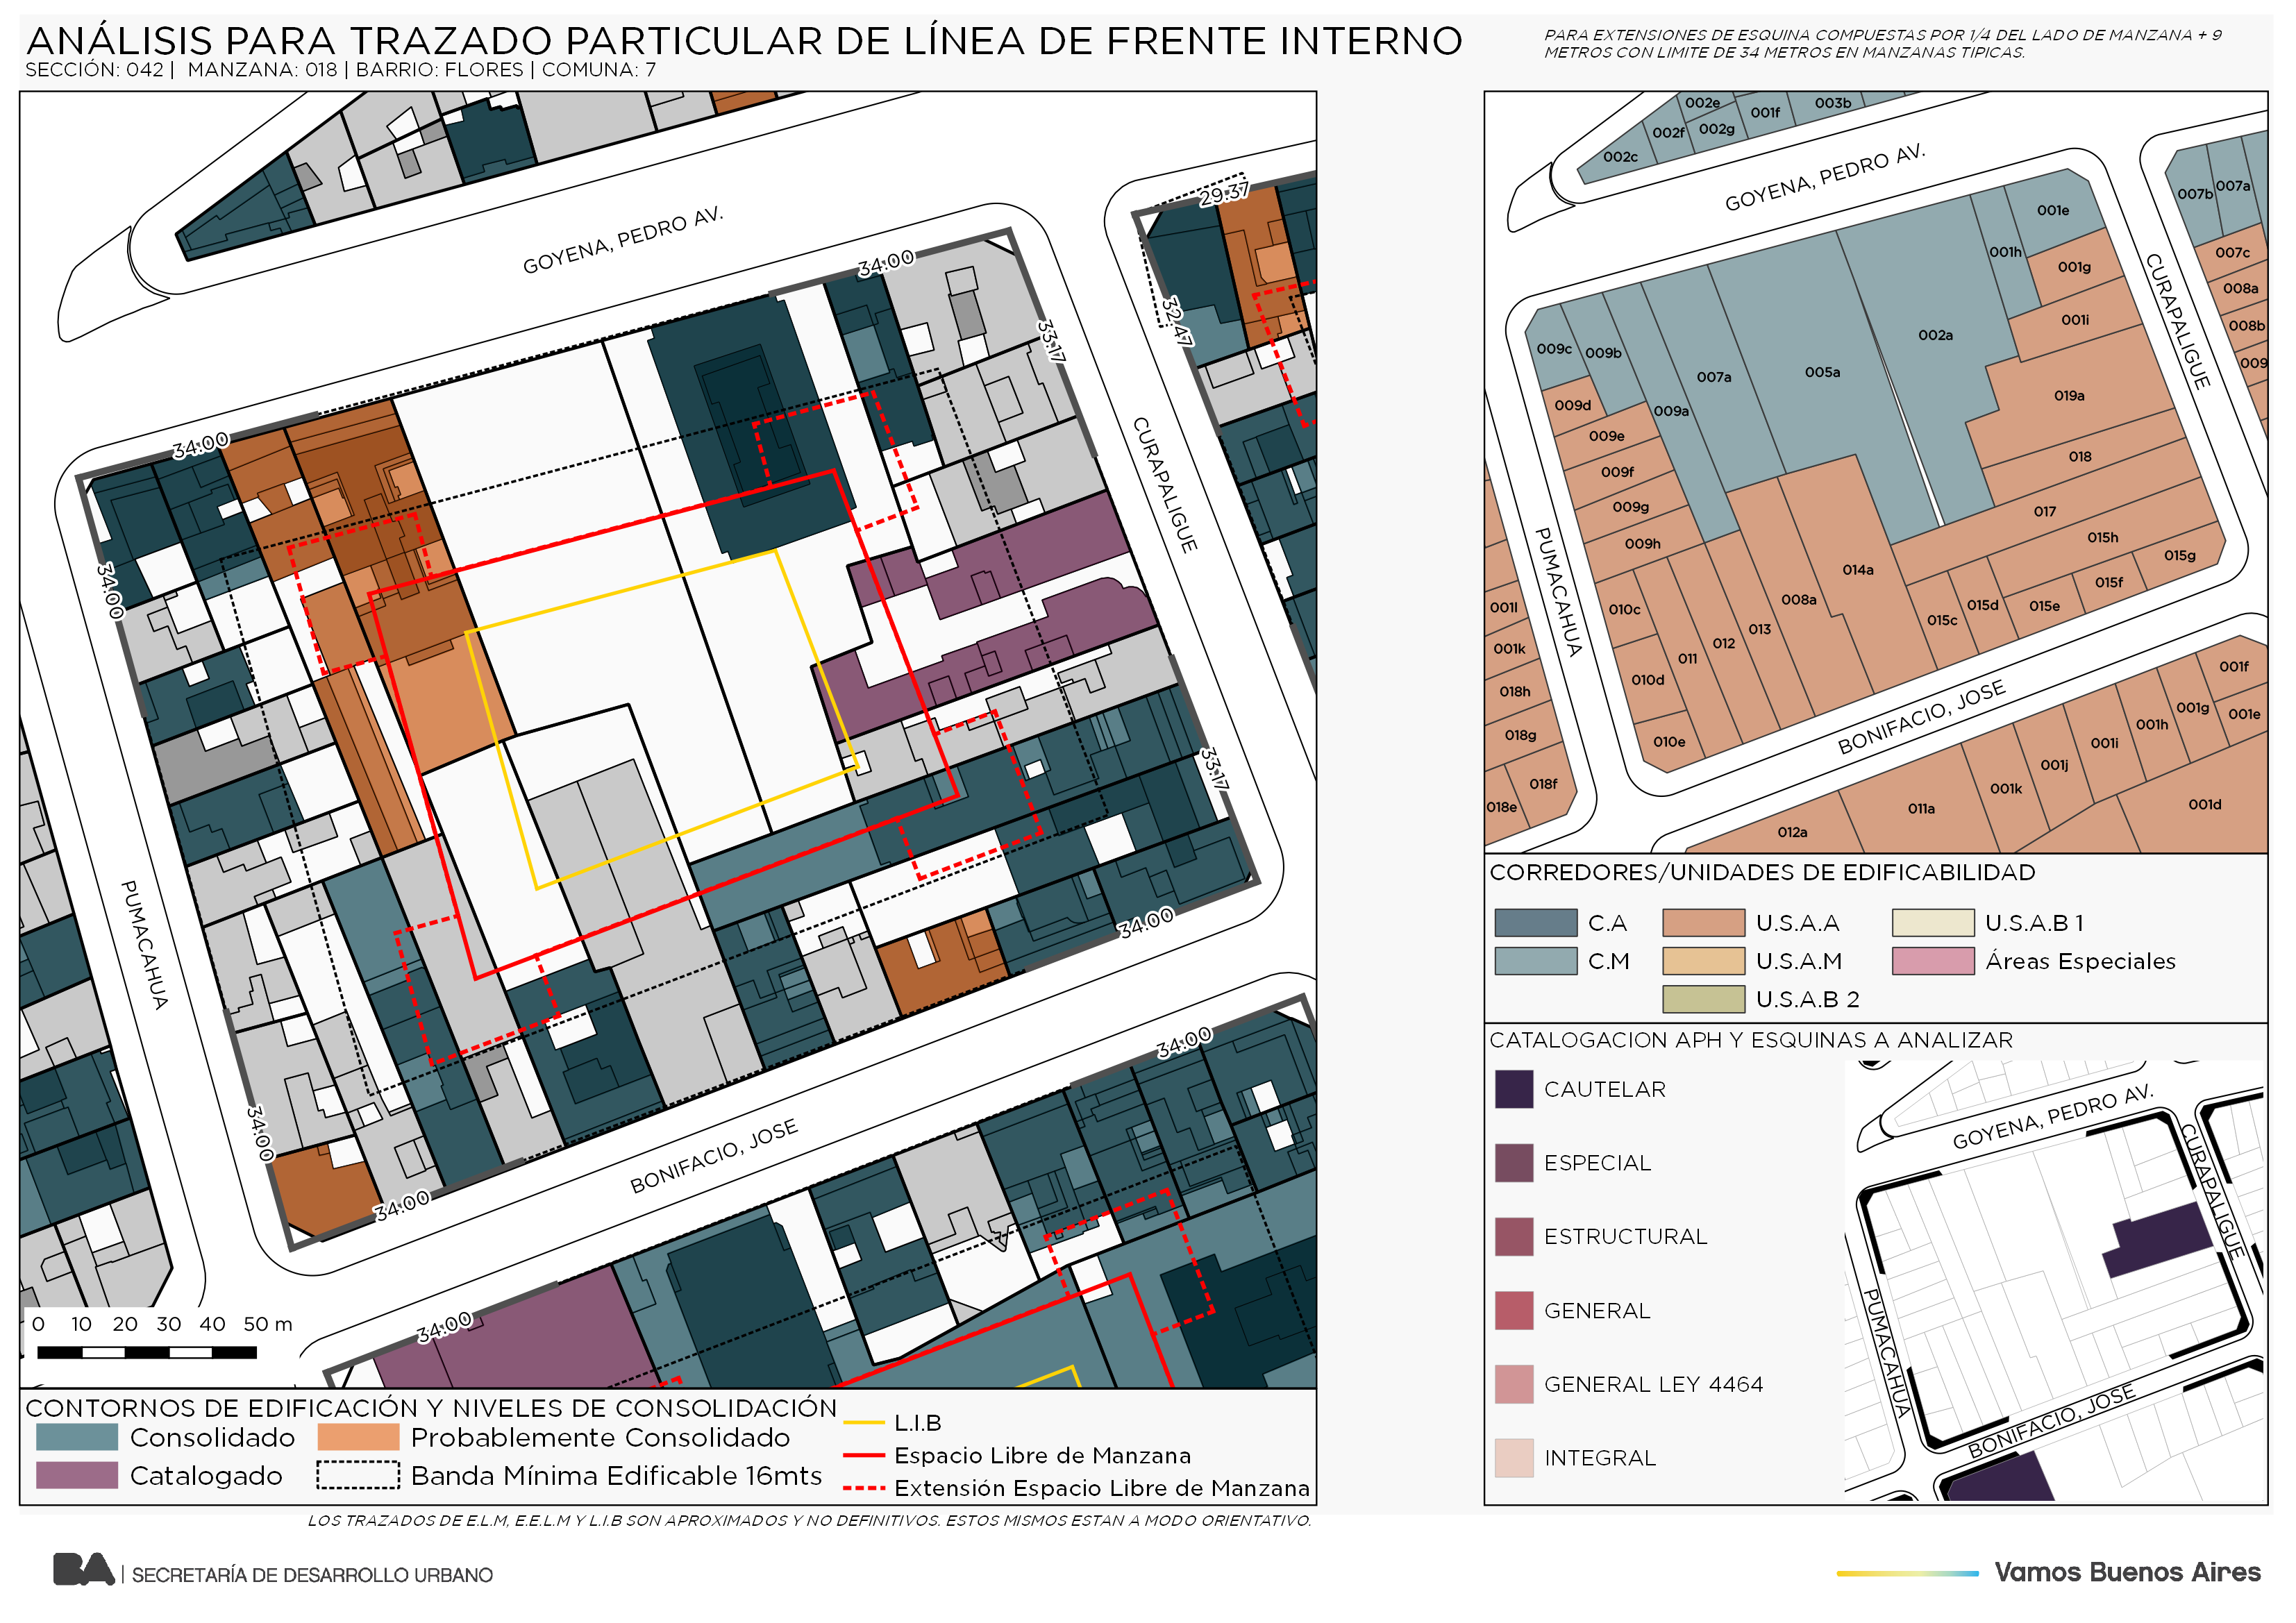 ANÁLISIS PARA TRAZADO PARTICULAR DE LÍNEA DE FRENTE INTERNO
SECCIÓN: 042 | MANZANA: 018 | BARRIO: FLORES | COMUNA: 7
PARA EXTENSIONES DE ESQUINA COMPUESTAS POR 1/4 DEL LADO DE MANZANA + 9
METROS CON LIMITE DE 34 METROS EN MANZANAS TIPICAS.
GOYENA, PEDRO AV.
29.37
34.00
32.47
33.17
34.00
CURAPALIGUE
34.00
33.17
PUMACAHUA
34.00
34.00
34.00
34.00
BONIFACIO, JOSE
34.00
0 10 20 30 40 50 m
002e
003b
001f
002f
002g
002c
GOYENA, PEDRO AV.
007b
007a
001e
001h
007c
001g
CURAPALIGUE
008a
001i
008b
002a
009c
009b
009
005a
007a
019a
009d
009a
009e
018
009f
009g
017
PUMACAHUA
009h
015h
015g
014a
015f
001l
010c
008a
015d
015e
015c
013
012
001k
011
001f
010d
018h
BONIFACIO, JOSE
001g
001e
001h
018g
010e
001i
001j
018f
001k
018e
011a
001d
012a
CORREDORES/UNIDADES DE EDIFICABILIDAD
C.A
U.S.A.A
U.S.A.B 1
C.M
U.S.A.M
Áreas Especiales
U.S.A.B 2
CATALOGACION APH Y ESQUINAS A ANALIZAR
CAUTELAR
ESPECIAL
ESTRUCTURAL
GENERAL
GENERAL LEY 4464
INTEGRAL
GOYENA, PEDRO AV.
CURAPALIGUE
PUMACAHUA
BONIFACIO, JOSE
CONTORNOS DE EDIFICACIÓN Y NIVELES DE CONSOLIDACIÓN
Consolidado
Probablemente Consolidado
Catalogado
Banda Mínima Edificable 16mts
L.I.B
Espacio Libre de Manzana
Extensión Espacio Libre de Manzana
LOS TRAZADOS DE E.L.M, E.E.L.M Y L.I.B SON APROXIMADOS Y NO DEFINITIVOS. ESTOS MISMOS ESTAN A MODO ORIENTATIVO.
BA | SECRETARÍA DE DESARROLLO URBANO
Vamos Buenos Aires